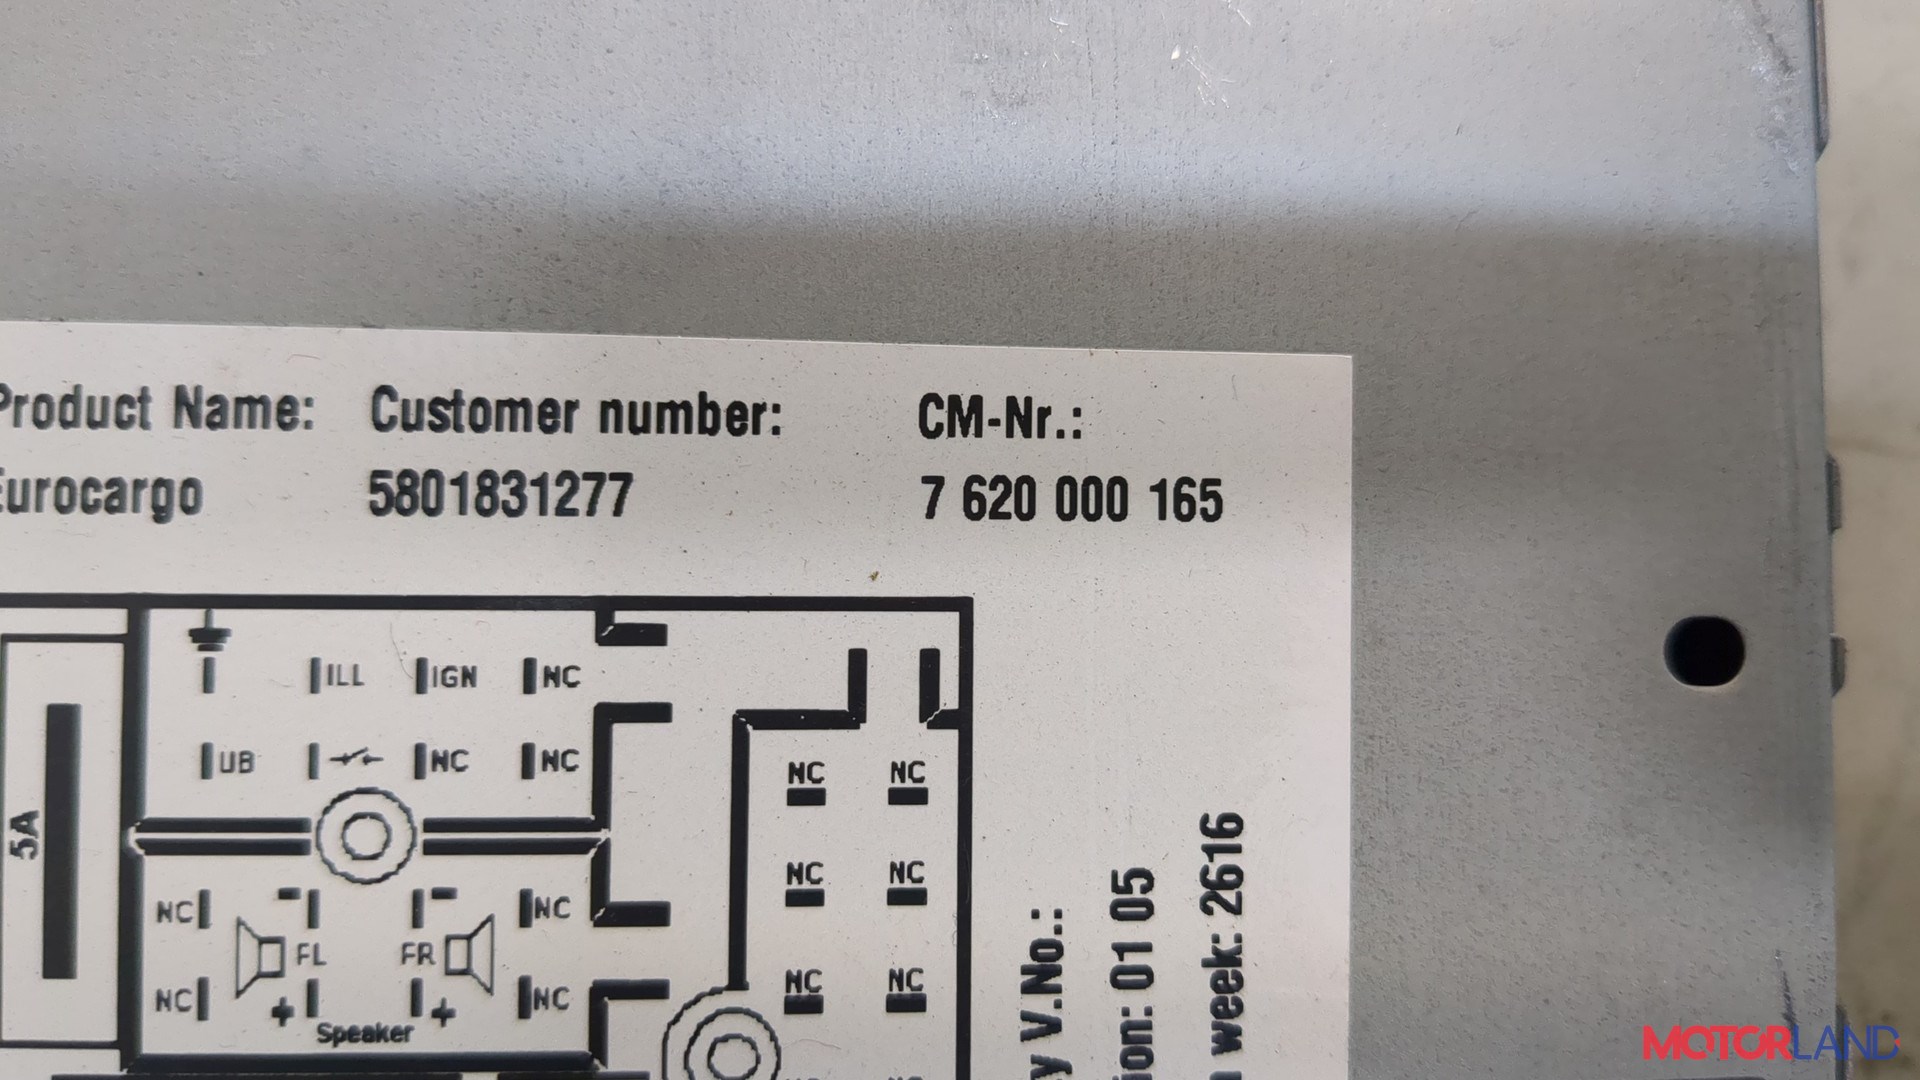 Product Name: Customer number: CM-Nr.:
Eurocargo 5801831277 7 620 000 165
ILL IGN NC
UB NC NC
5A
NC NC
NC NC
NC FL FR NC
- -
NC NC
+ +
Speaker
NC NC
V.No.:
01 05
week: 2616
MOTORLAND